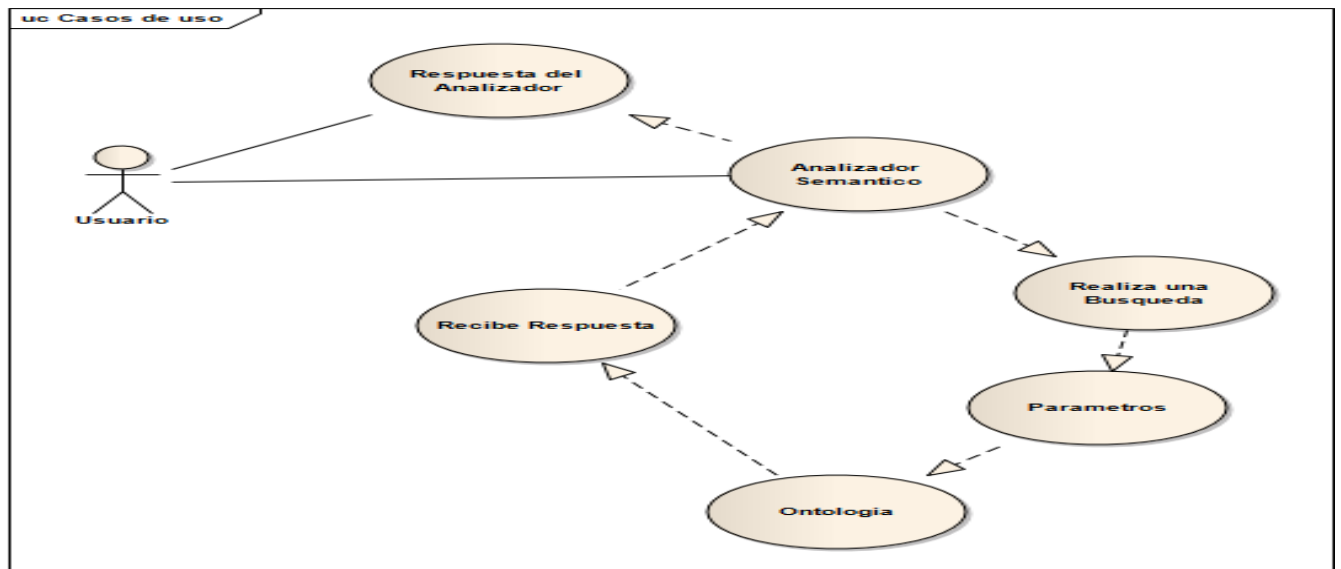 uc Casos de uso
Respuesta del
Analizador
Analizador
Semantico
Usuario
Realiza una
Busqueda
Recibe Respuesta
Parametros
Ontologia